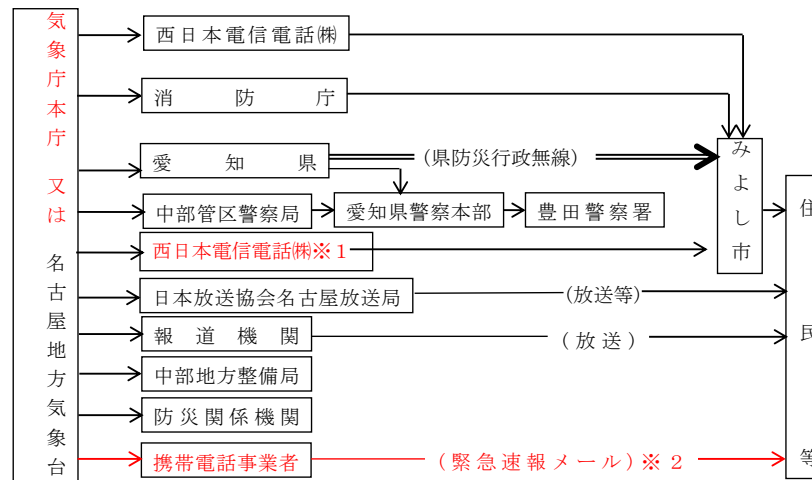 気象庁本庁 又は 名古屋地方気象台
西日本電信電話㈱
消防庁
愛知県
(県防災行政無線)
中部管区警察局
愛知県警察本部
豊田警察署
西日本電信電話㈱※1
日本放送協会名古屋放送局
(放送等)
報道機関
(放送)
中部地方整備局
防災関係機関
携帯電話事業者
(緊急速報メール)※2
みよし市
住民等